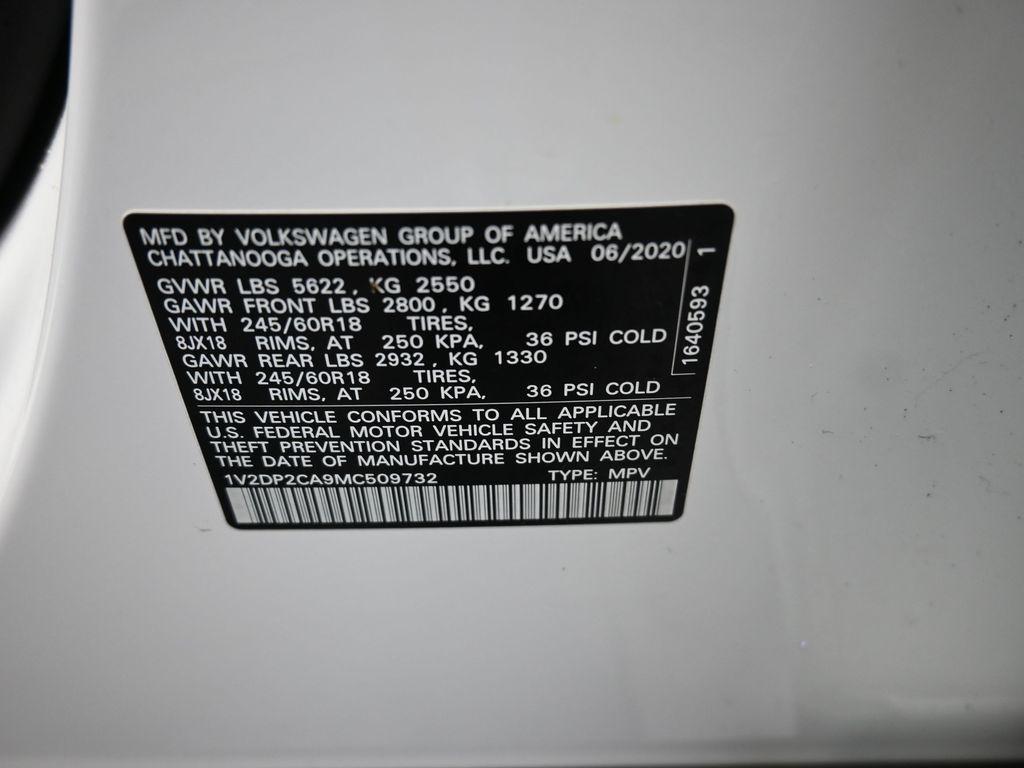 MFD BY VOLKSWAGEN GROUP OF AMERICA
CHATTANOOGA OPERATIONS, LLC. USA 06/2020
GVWR LBS 5622, KG 2550
GAWR FRONT LBS 2800, KG 1270
WITH 245/60R18 TIRES,
8JX18 RIMS, AT 250 KPA, 36 PSI COLD
GAWR REAR LBS 2932, KG 1330
WITH 245/60R18 TIRES,
8JX18 RIMS, AT 250 KPA, 36 PSI COLD
THIS VEHICLE CONFORMS TO ALL APPLICABLE
U.S. FEDERAL MOTOR VEHICLE SAFETY AND
THEFT PREVENTION STANDARDS IN EFFECT ON
THE DATE OF MANUFACTURE SHOWN ABOVE.
1V2DP2CA9MC509732 TYPE: MPV
1640593 1